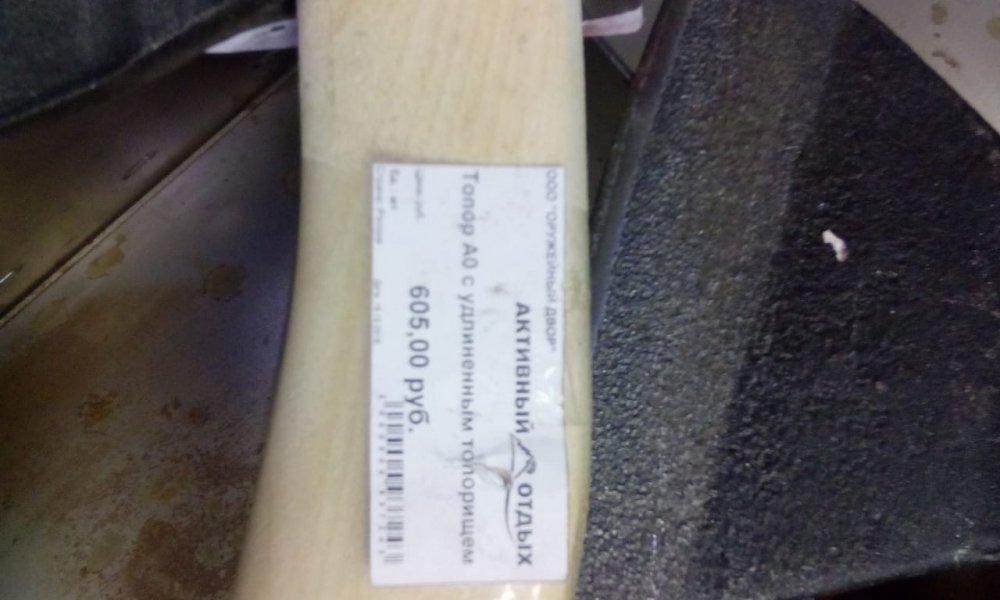 ООО "ОРУЖЕЙНЫЙ ДВОР"
АКТИВНЫЙ ОТДЫХ
Топор А0 с удлиненным топорищем
605,00 руб.